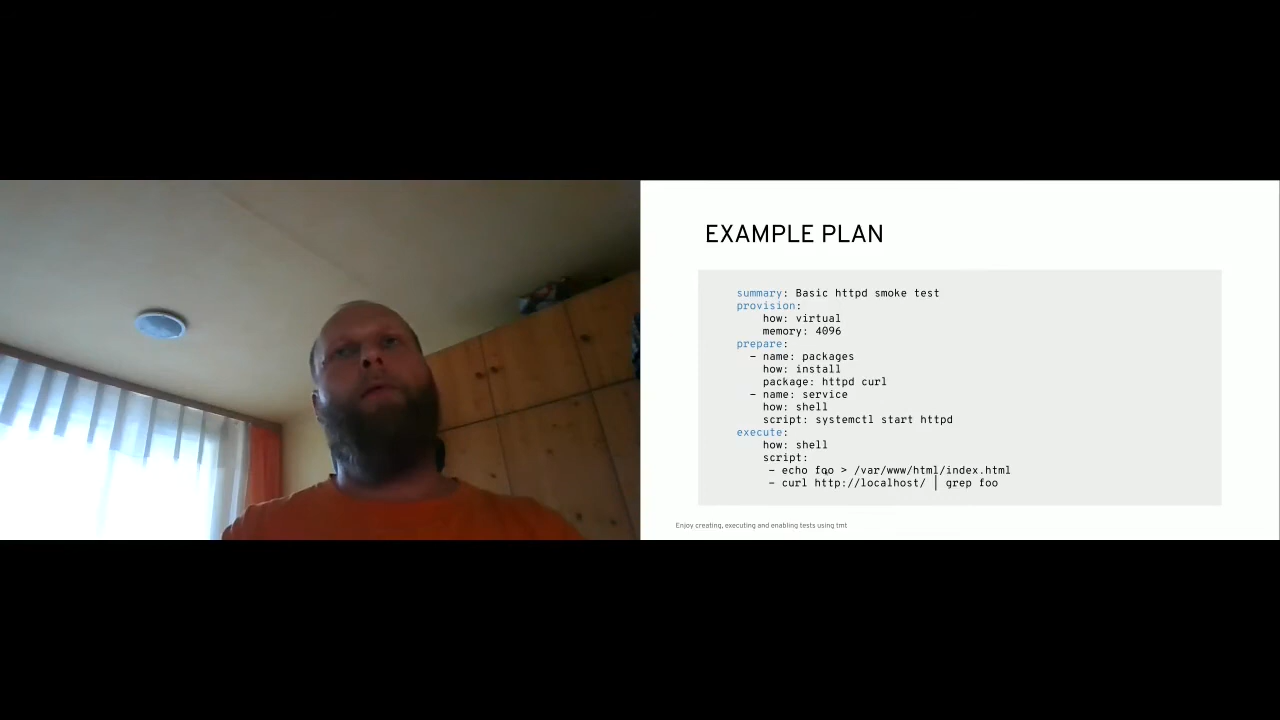 EXAMPLE PLAN
summary: Basic httpd smoke test
provision:
    how: virtual
    memory: 4096
prepare:
  - name: packages
    how: install
    package: httpd curl
  - name: service
    how: shell
    script: systemctl start httpd
execute:
    how: shell
    script:
     - echo foo > /var/www/html/index.html
     - curl http://localhost/ | grep foo
Enjoy creating, executing and enabling tests using tmt